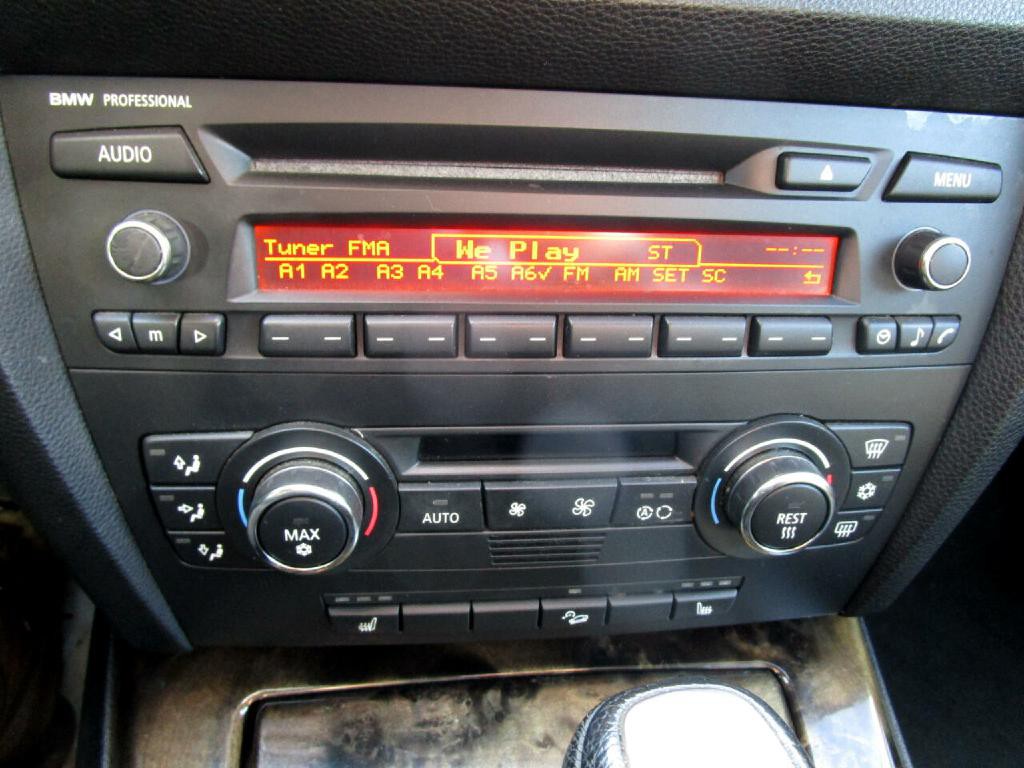 BMW PROFESSIONAL
AUDIO
MENU
Tuner FMA We Play ST --:--
A1 A2 A3 A4 A5 A6√ FM AM SET SC
m
MAX
AUTO
A
REST